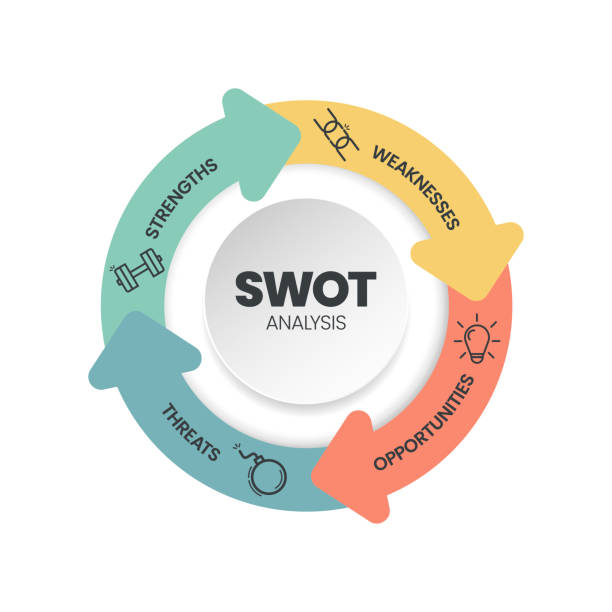 SWOT
ANALYSIS
STRENGTHS
WEAKNESSES
OPPORTUNITIES
THREATS